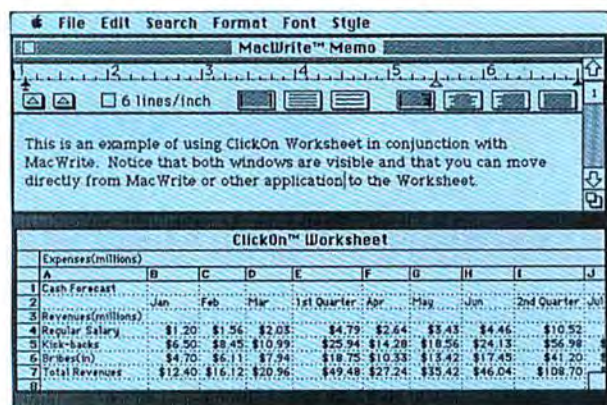 File Edit Search Format Font Style
MacWrite™ Memo
1 2 3 4 5 6
6 lines/inch 1
This is an example of using ClickOn Worksheet in conjunction with
MacWrite. Notice that both windows are visible and that you can move
directly from MacWrite or other application to the Worksheet.
ClickOn™ Worksheet
Expenses(millions)
A B C D E F G H I J
1 Cash Forecast
2 Jan Feb Mar 1st Quarter Apr May Jun 2nd Quarter Jul
3 Revenues(millions)
4 Regular Salary $1.20 $1.56 $2.03 $4.79 $2.64 $3.43 $4.46 $10.52
5 Kick-backs $6.50 $8.45 $10.99 $25.94 $14.28 $18.56 $24.13 $56.98 $
6 Bribes(in) $4.70 $6.11 $7.94 $18.75 $10.33 $13.42 $17.45 $41.20 $
7 Total Revenues $12.40 $16.12 $20.96 $49.48 $27.24 $35.42 $46.04 $108.70
8